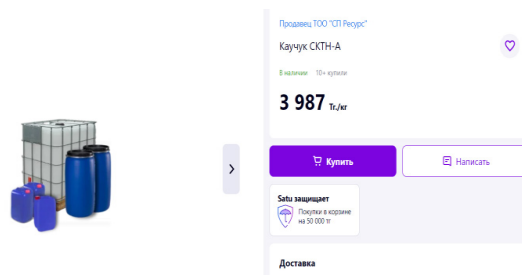 Продавец ТОО "СП Ресурс"
Каучук СКТН-А
В наличии 10+ купили
3 987 Тг./кг
Купить
Написать
Satu защищает
Покупки в корзине
на 50 000 тг
Доставка